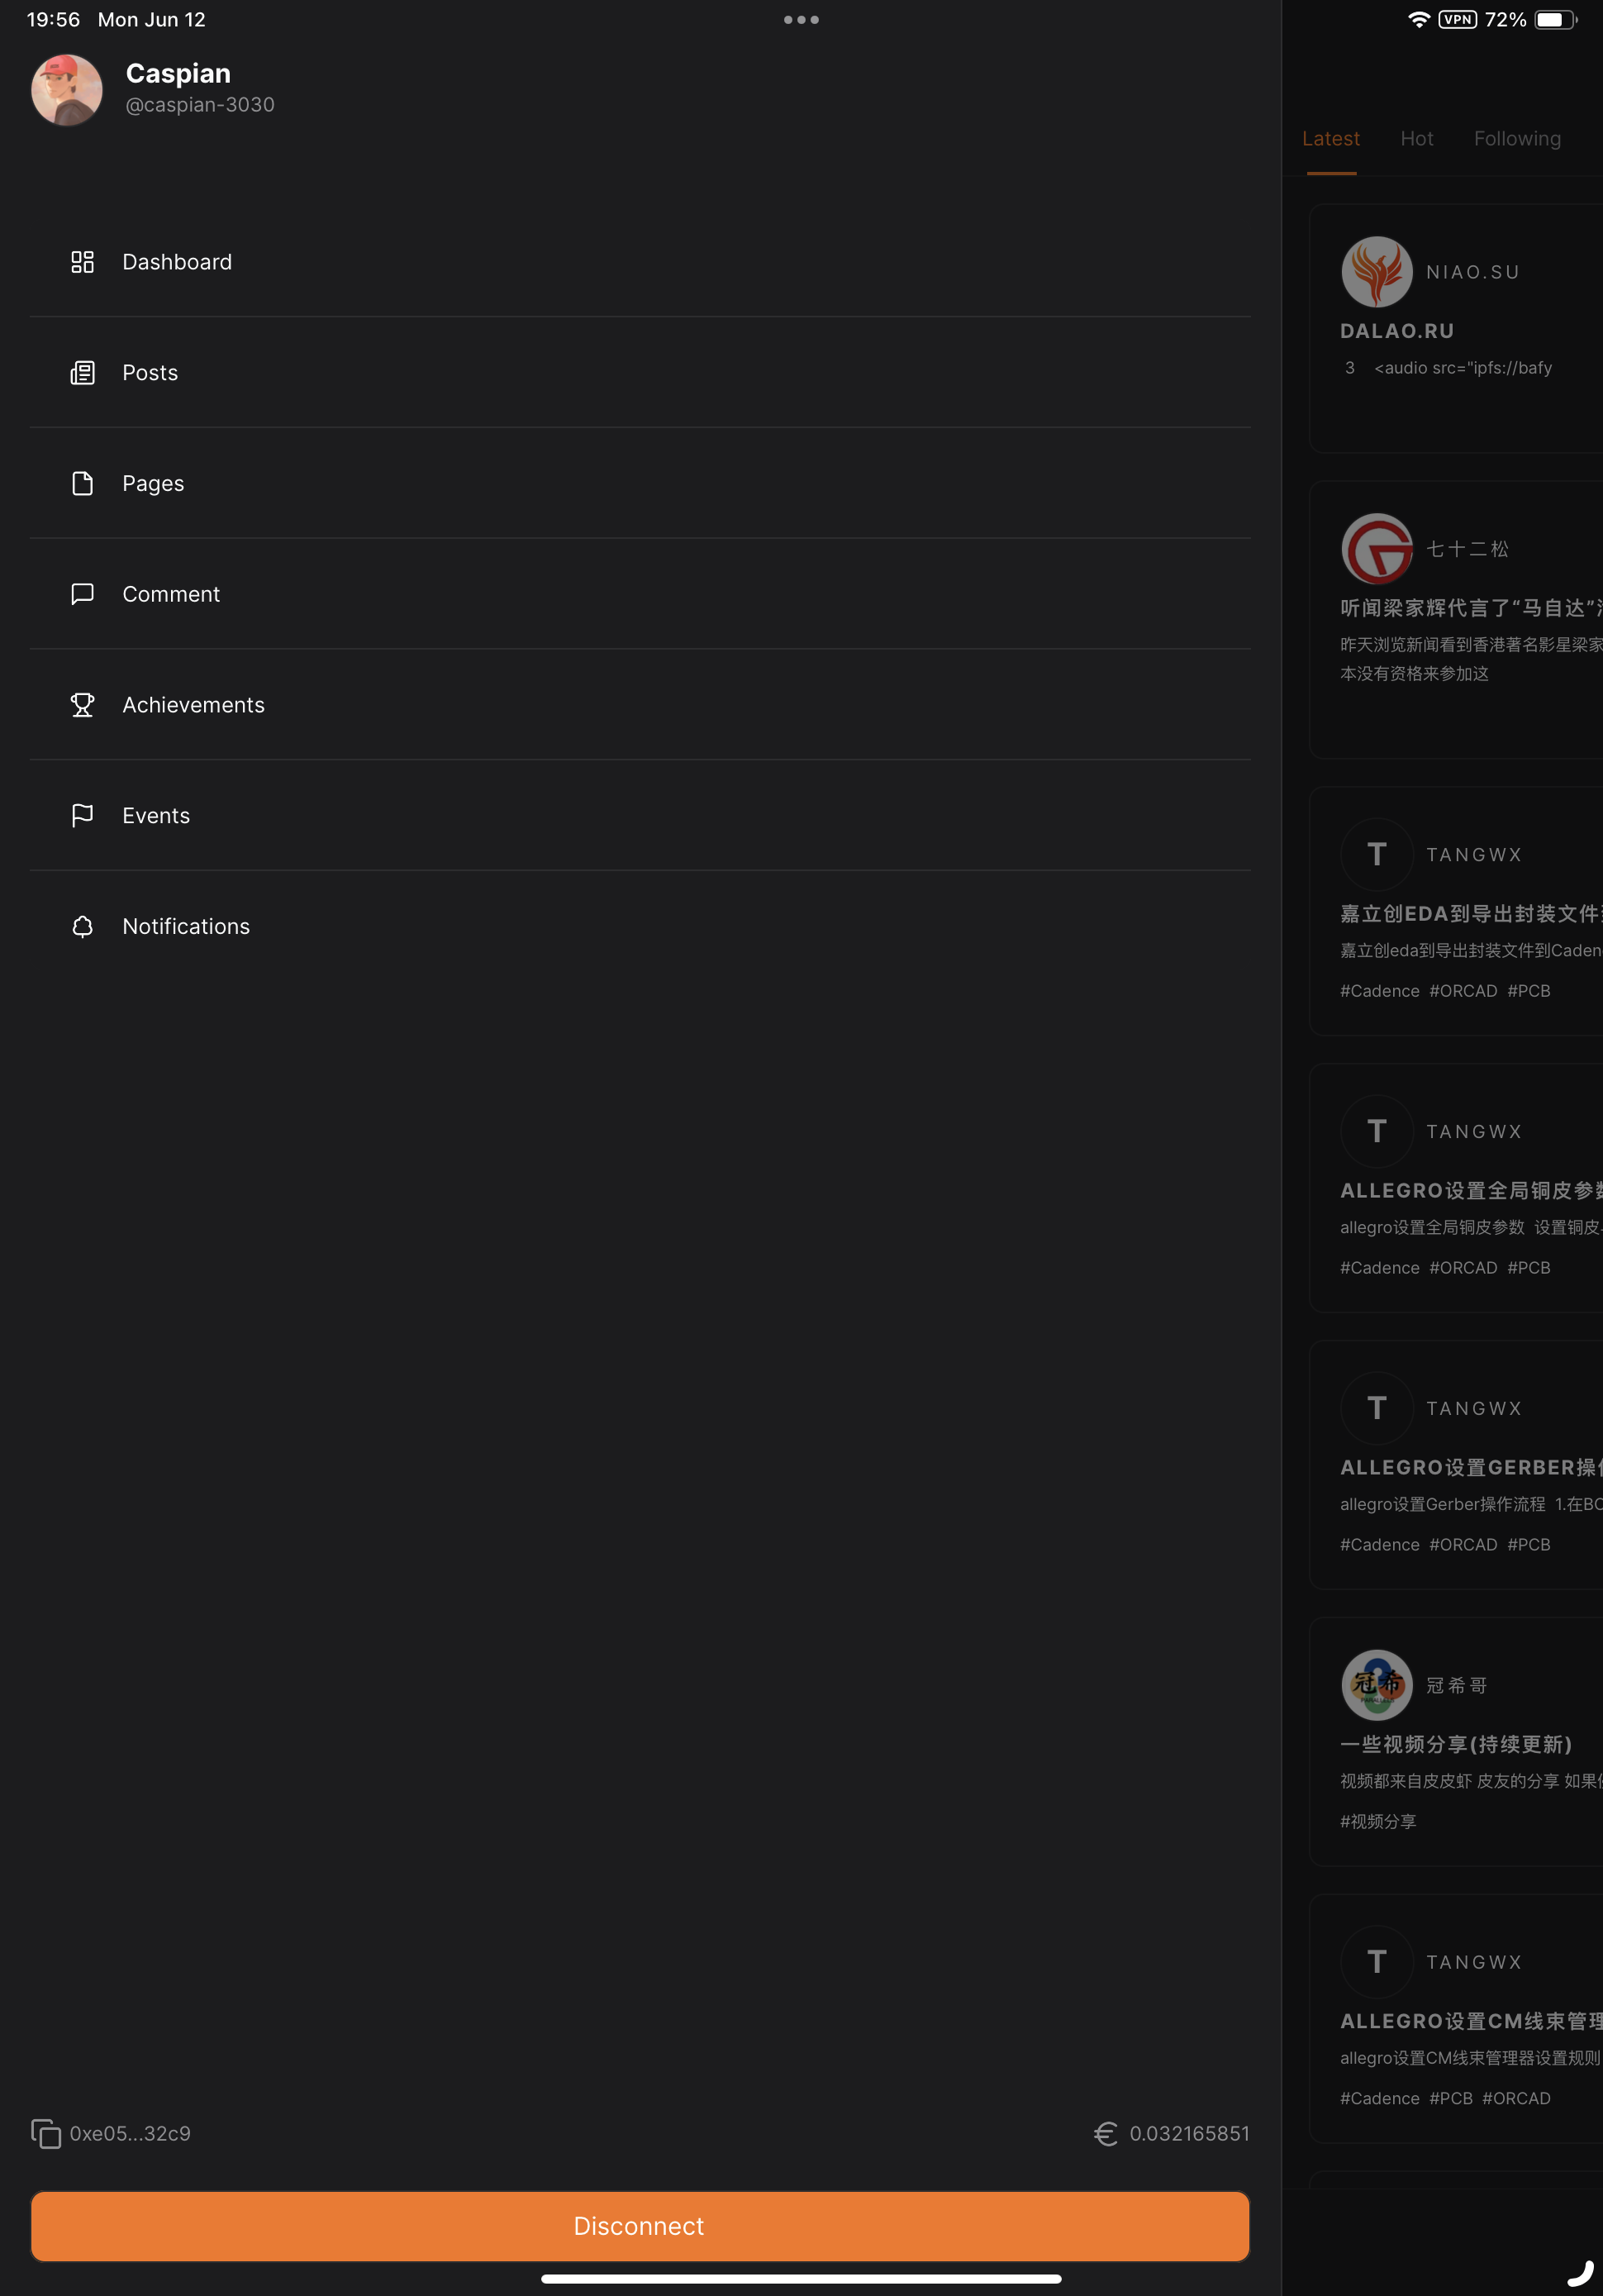 19:56 Mon Jun 12
VPN 72%
Caspian
@caspian-3030
Dashboard
Posts
Pages
Comment
Achievements
Events
Notifications
0xe05...32c9
€ 0.032165851
Disconnect
Latest Hot Following
NIAO.SU
DALAO.RU
3 <audio src="ipfs://bafy
七十二松
听闻梁家辉代言了“马自达”
昨天浏览新闻看到香港著名影星梁家
本没有资格来参加这
T TANGWX
嘉立创EDA到导出封装文件
嘉立创eda到导出封装文件到Caden
#Cadence #ORCAD #PCB
T TANGWX
ALLEGRO设置全局铜皮参数
allegro设置全局铜皮参数 设置铜皮
#Cadence #ORCAD #PCB
T TANGWX
ALLEGRO设置GERBER操作
allegro设置Gerber操作流程 1.在BO
#Cadence #ORCAD #PCB
冠希
冠希哥
一些视频分享(持续更新)
视频都来自皮皮虾 皮友的分享 如果
#视频分享
T TANGWX
ALLEGRO设置CM线束管理
allegro设置CM线束管理器设置规则
#Cadence #PCB #ORCAD